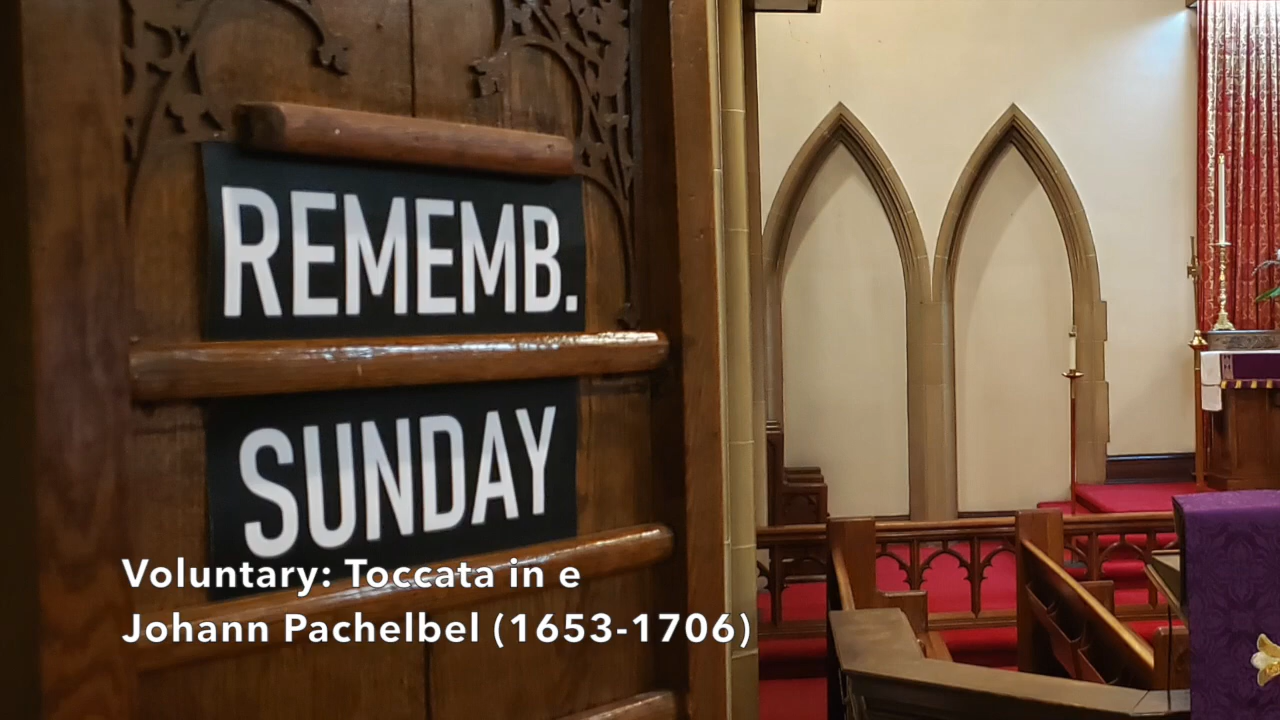 REMEMB.
SUNDAY
Voluntary: Toccata in e
Johann Pachelbel (1653-1706)